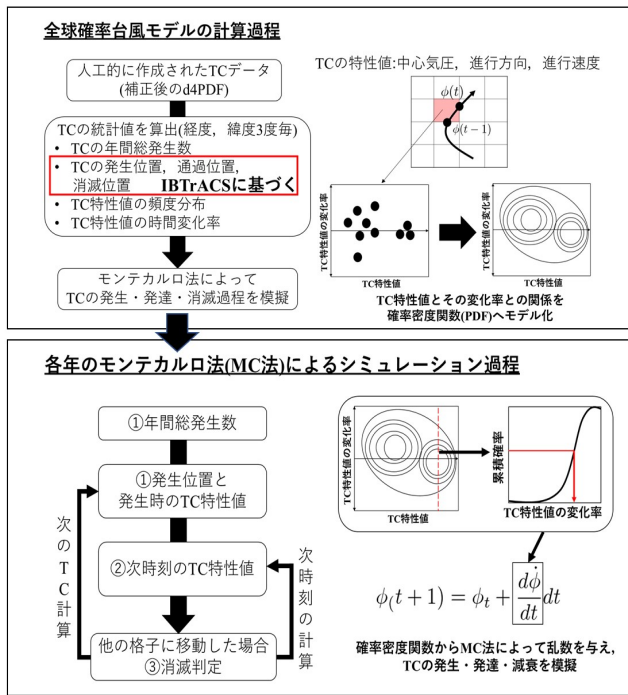 全球確率台風モデルの計算過程
人工的に作成されたTCデータ
(補正後のd4PDF)
TCの統計値を算出(経度，緯度3度毎)
• TCの年間総発生数
• TCの発生位置，通過位置，
消滅位置 IBTrACSに基づく
• TC特性値の頻度分布
• TC特性値の時間変化率
モンテカルロ法によって
TCの発生・発達・消滅過程を模擬
TCの特性値:中心気圧，進行方向，進行速度
ϕ(t)
ϕ(t − 1)
TC特性値の変化率
TC特性値
TC特性値の変化率
TC特性値
TC特性値とその変化率との関係を
確率密度関数(PDF)へモデル化
各年のモンテカルロ法(MC法)によるシミュレーション過程
①年間総発生数
①発生位置と
発生時のTC特性値
②次時刻のTC特性値
他の格子に移動した場合
③消滅判定
次のTC計算
次時刻の計算
TC特性値の変化率
TC特性値
累積確率
TC特性値の変化率
ϕ(t + 1) = ϕt + dϕ̇/dt dt
確率密度関数からMC法によって乱数を与え，
TCの発生・発達・減衰を模擬